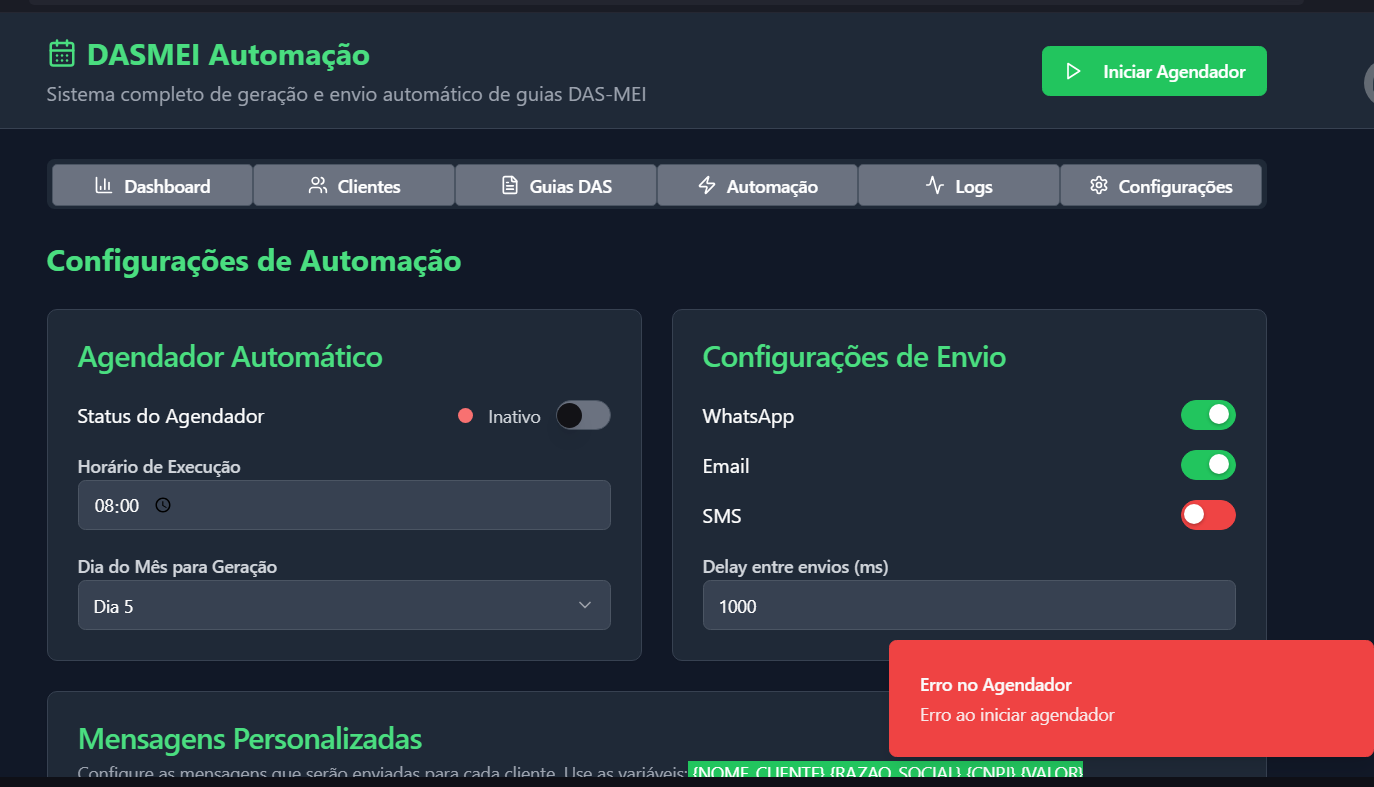 DASMEI Automação
Sistema completo de geração e envio automático de guias DAS-MEI
Iniciar Agendador
Dashboard
Clientes
Guias DAS
Automação
Logs
Configurações
Configurações de Automação
Agendador Automático
Status do Agendador
Inativo
Horário de Execução
08:00
Dia do Mês para Geração
Dia 5
Configurações de Envio
WhatsApp
Email
SMS
Delay entre envios (ms)
1000
Erro no Agendador
Erro ao iniciar agendador
Mensagens Personalizadas
Configure as mensagens que serão enviadas para cada cliente. Use as variáveis: {NOME_CLIENTE} {RAZAO_SOCIAL} {CNPJ} {VALOR}